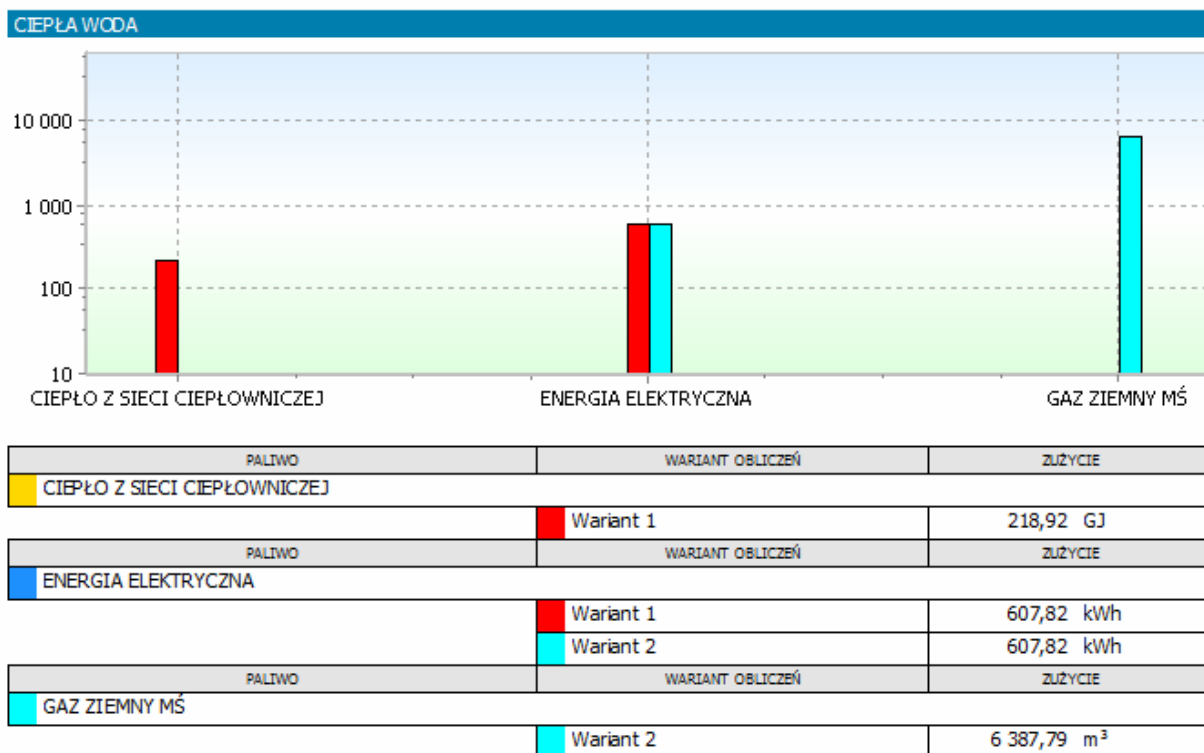 CIEPŁA WODA
10 000
1 000
100
10
CIEPŁO Z SIECI CIEPŁOWNICZEJ ENERGIA ELEKTRYCZNA GAZ ZIEMNY MŚ
PALIWO WARIANT OBLICZEŃ ZUŻYCIE
CIEPŁO Z SIECI CIEPŁOWNICZEJ
Wariant 1 218,92 GJ
PALIWO WARIANT OBLICZEŃ ZUŻYCIE
ENERGIA ELEKTRYCZNA
Wariant 1 607,82 kWh
Wariant 2 607,82 kWh
PALIWO WARIANT OBLICZEŃ ZUŻYCIE
GAZ ZIEMNY MŚ
Wariant 2 6 387,79 m³